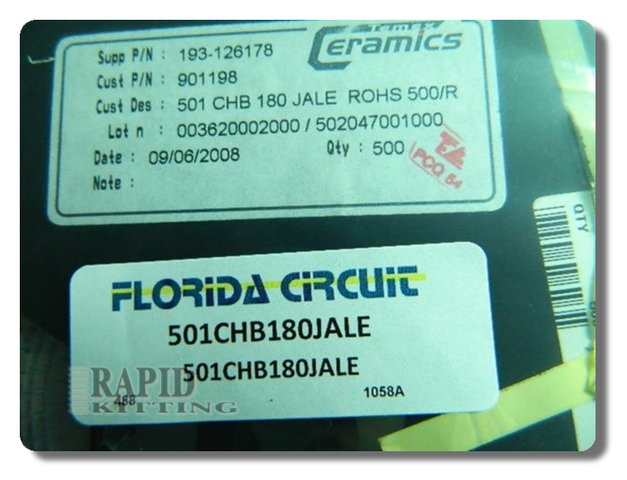 Ceramics
Supp P/N : 193-126178
Cust P/N : 901198
Cust Des : 501 CHB 180 JALE ROHS 500/R
Lot n : 003620002000 / 502047001000
Date : 09/06/2008 Qty : 500
Note :
PCQ 54
QTY
FLORIDA CIRCUIT
501CHB180JALE
501CHB180JALE
488 1058A
RAPID
KITTING